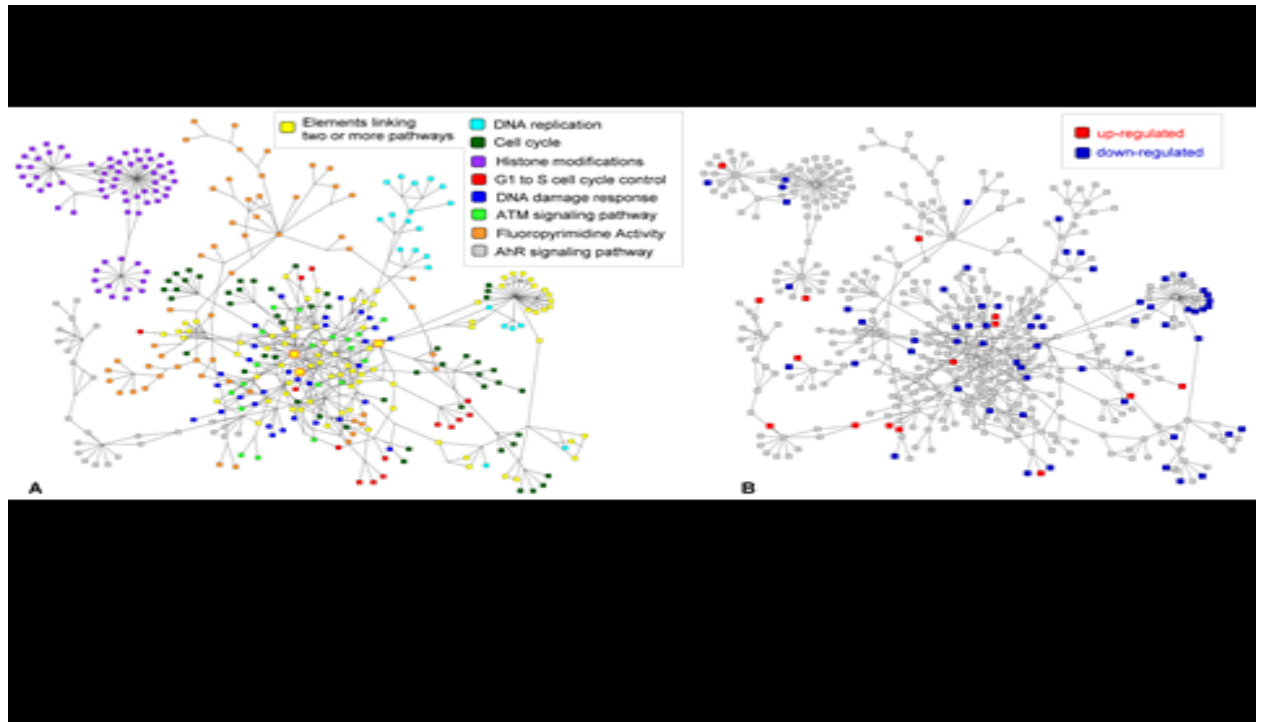 Elements linking
two or more pathways
DNA replication
Cell cycle
Histone modifications
G1 to S cell cycle control
DNA damage response
ATM signaling pathway
Fluoropyrimidine Activity
AhR signaling pathway
up-regulated
down-regulated
A
B